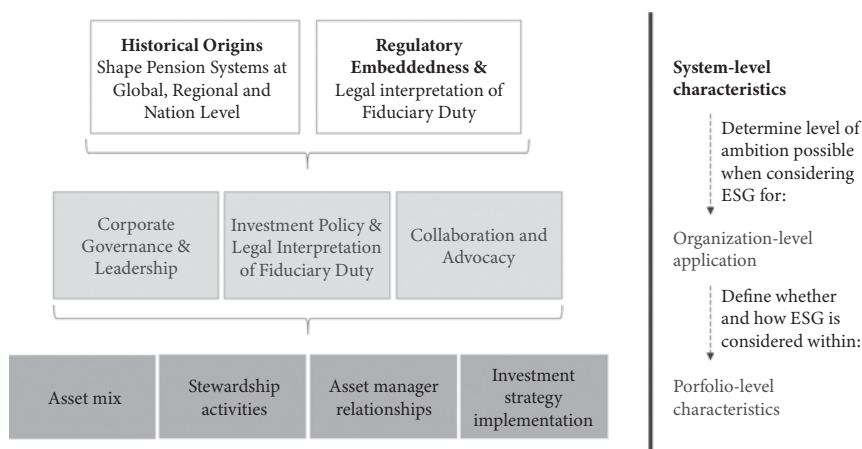 Historical Origins
Shape Pension Systems at
Global, Regional and
Nation Level
Regulatory
Embeddedness &
Legal interpretation of
Fiduciary Duty
Corporate
Governance &
Leadership
Investment Policy &
Legal Interpretation
of Fiduciary Duty
Collaboration and
Advocacy
Asset mix
Stewardship
activities
Asset manager
relationships
Investment
strategy
implementation
System-level
characteristics
Determine level of
ambition possible
when considering
ESG for:
Organization-level
application
Define whether
and how ESG is
considered within:
Porfolio-level
characteristics